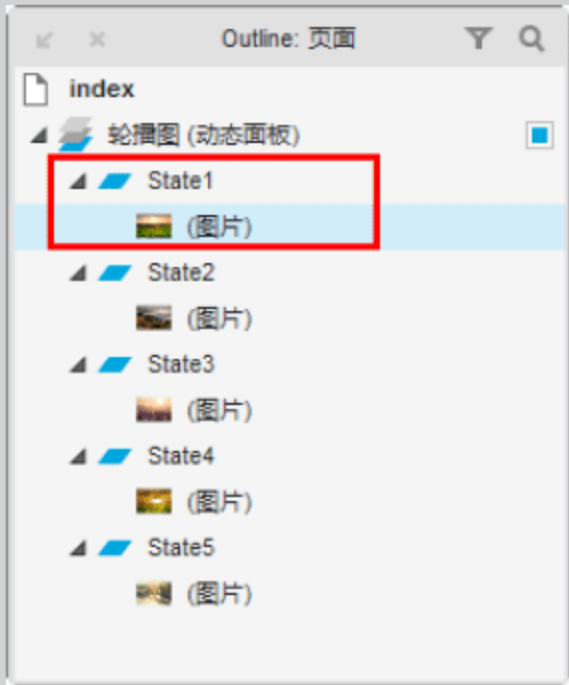 Outline: 页面
index
轮播图 (动态面板)
State1
(图片)
State2
(图片)
State3
(图片)
State4
(图片)
State5
(图片)